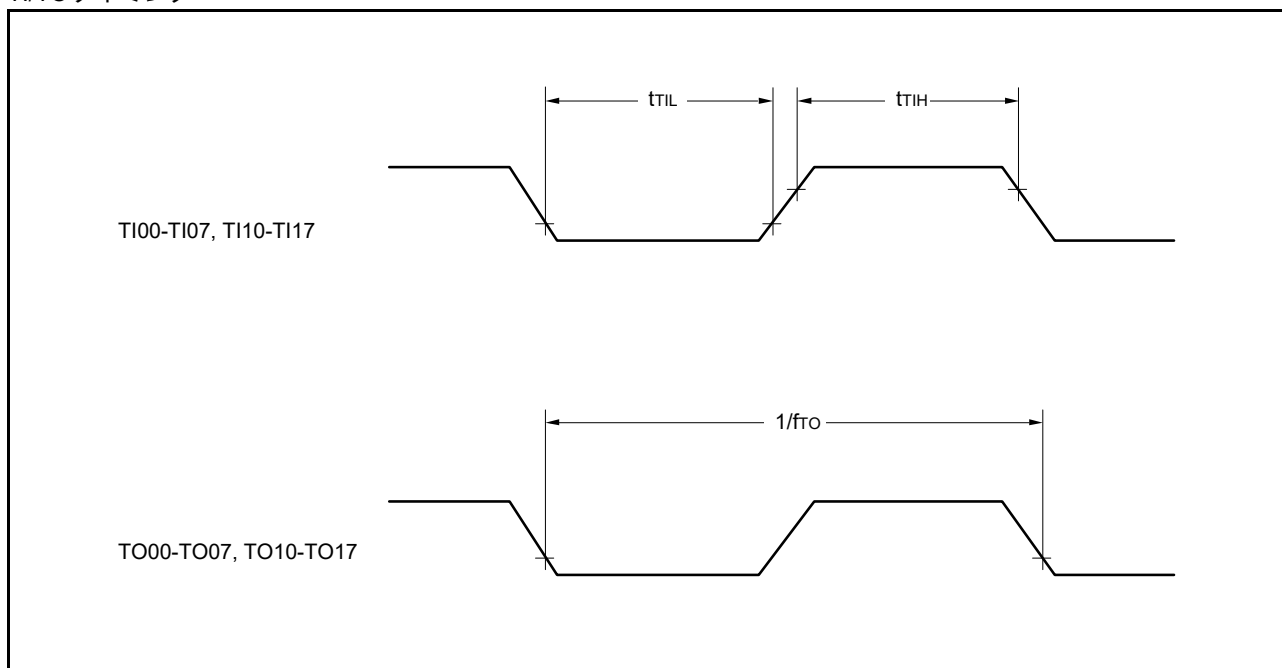 tTIL
tTIH
TI00-TI07, TI10-TI17
1/fTO
TO00-TO07, TO10-TO17